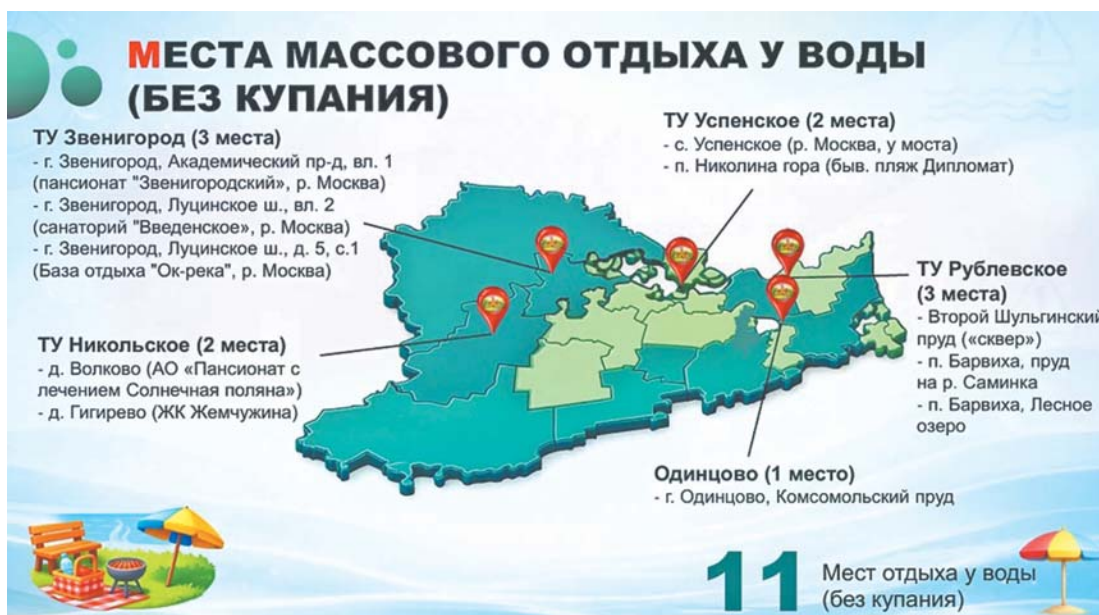 МЕСТА МАССОВОГО ОТДЫХА У ВОДЫ
(БЕЗ КУПАНИЯ)
ТУ Звенигород (3 места)
- г. Звенигород, Академический пр-д, вл. 1
(пансионат "Звенигородский», р. Москва)
- г. Звенигород, Луцинское ш., вл. 2
(санаторий "Введенское», р. Москва)
- г. Звенигород, Луцинское ш., д. 5, с.1
(База отдыха "Ок-река", р. Москва)
ТУ Успенское (2 места)
- с. Успенское (р. Москва, у моста)
- п. Николина гора (быв. пляж Дипломат)
ТУ Рублевское
(3 места)
- Второй Шульгинский
пруд («сквер»)
- п. Барвиха, пруд
на р. Саминка
- п. Барвиха, Лесное
озеро
ТУ Никольское (2 места)
- д. Волково (АО «Пансионат с
лечением Солнечная поляна»)
- д. Гигирево (ЖК Жемчужина)
Одинцово (1 место)
- г. Одинцово, Комсомольский пруд
11
Мест отдыха у воды
(без купания)